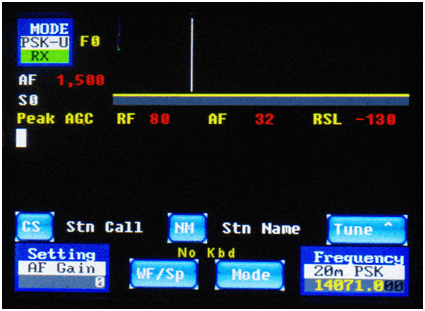 MODE
PSK-U F0
RX
AF 1,500
S0
Peak AGC RF 80 AF 32 RSL -130
CS Stn Call NM Stn Name Tune ^
No Kbd
Setting
AF Gain
0
WF/Sp Mode
Frequency
20m PSK
14071.000